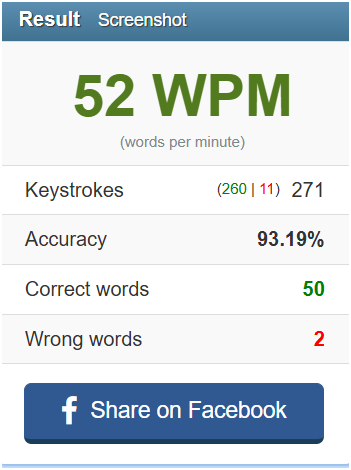 Result Screenshot
52 WPM
(words per minute)
Keystrokes (260 | 11) 271
Accuracy 93.19%
Correct words 50
Wrong words 2
f Share on Facebook